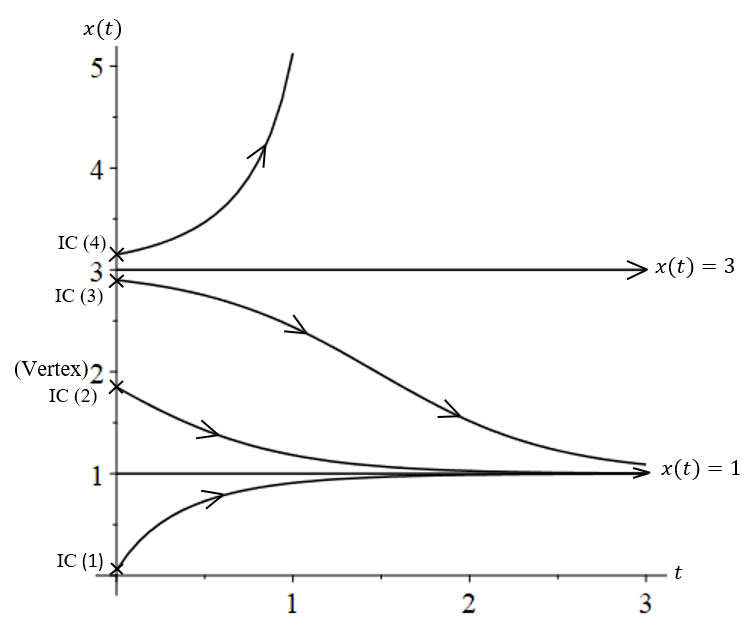 x(t)
5
4
IC (4)
3
x(t) = 3
IC (3)
(Vertex) 2
IC (2)
1
x(t) = 1
IC (1)
t
1 2 3